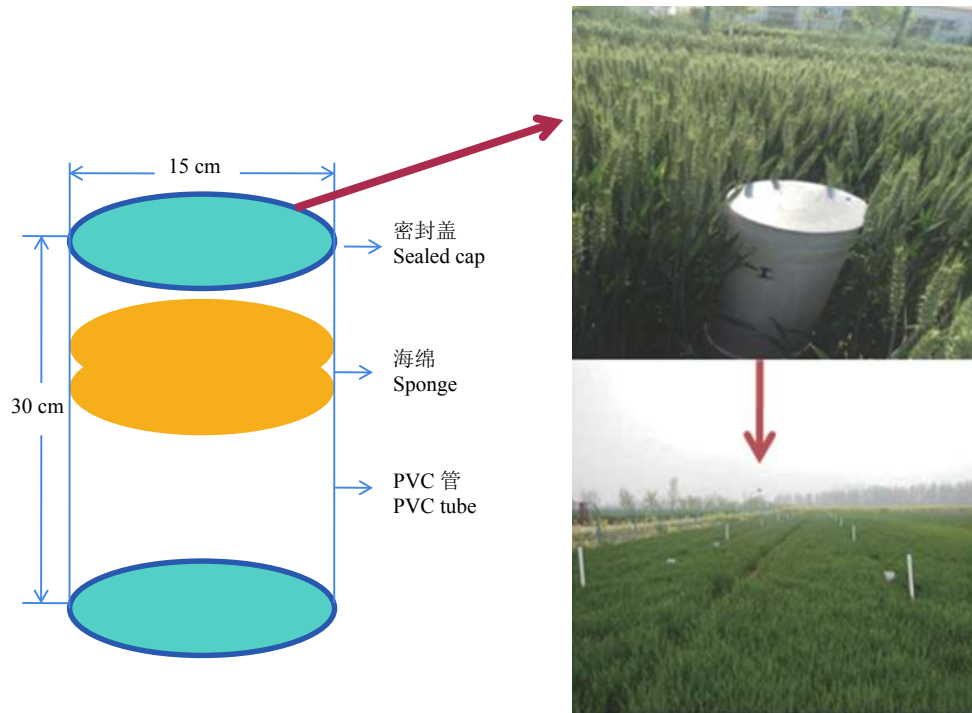 15 cm
密封盖
Sealed cap
海绵
Sponge
30 cm
PVC 管
PVC tube